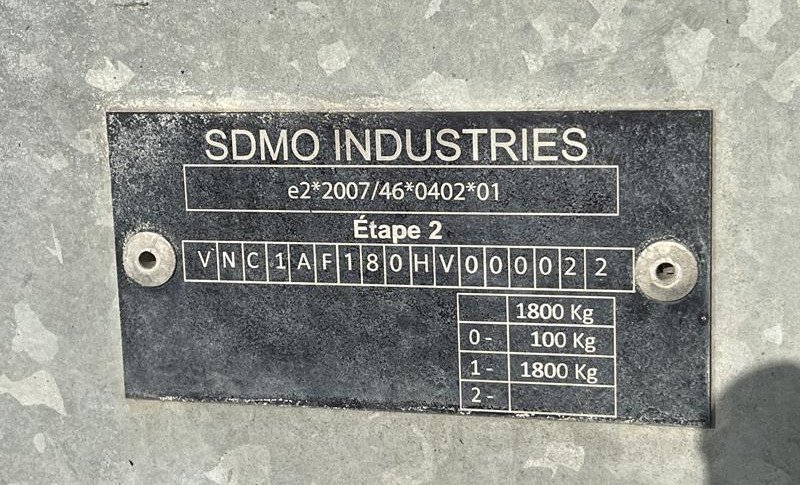 SDMO INDUSTRIES
e2*2007/46*0402*01
Étape 2
VNC1AF180HV000022
1800 Kg
0- 100 Kg
1- 1800 Kg
2-